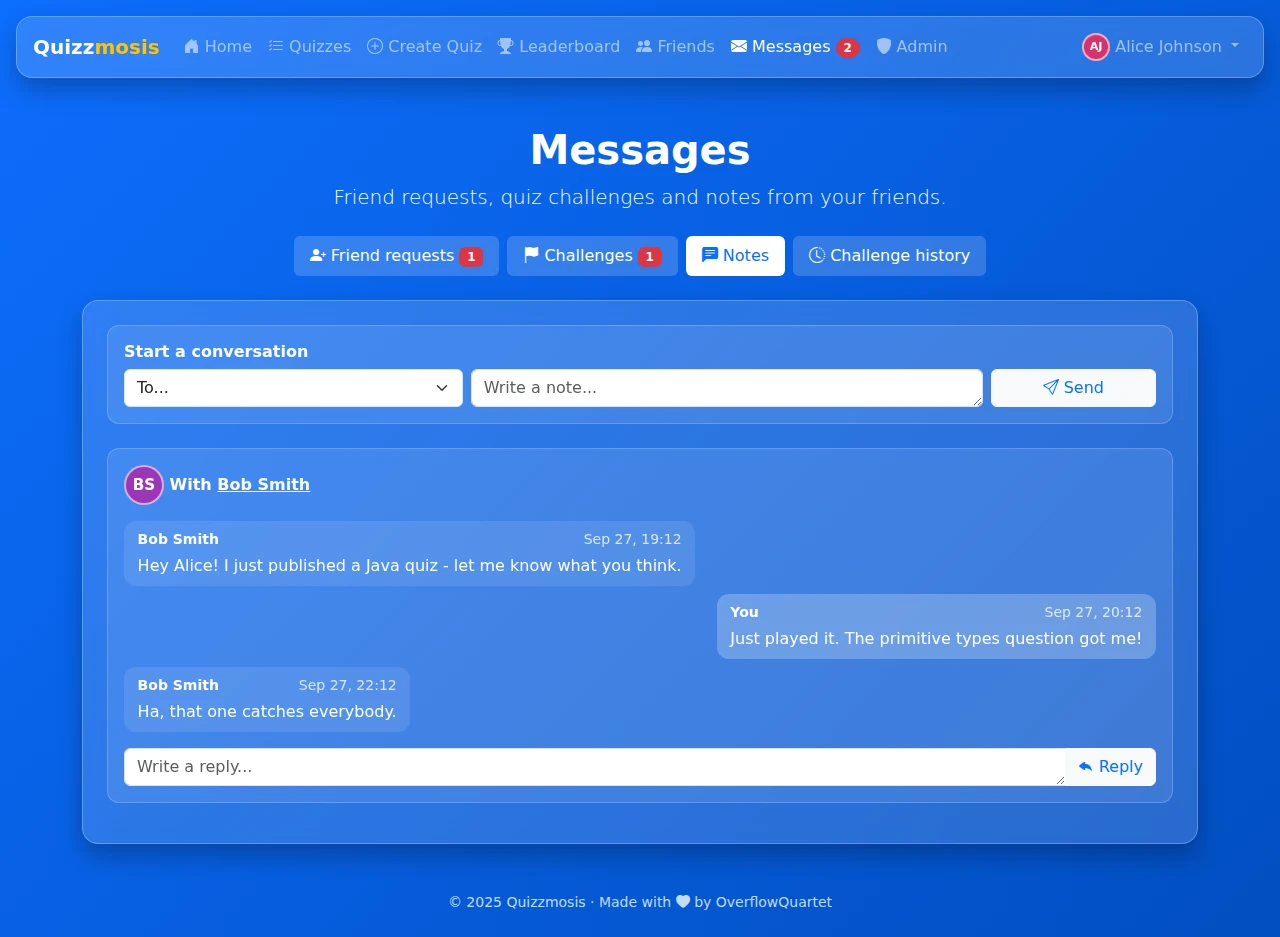 Quizzmosis Home Quizzes Create Quiz Leaderboard Friends Messages 2 Admin AJ Alice Johnson
Messages
Friend requests, quiz challenges and notes from your friends.
Friend requests 1 Challenges 1 Notes Challenge history
Start a conversation
To... Write a note... Send
BS With Bob Smith
Bob Smith Sep 27, 19:12
Hey Alice! I just published a Java quiz - let me know what you think.
You Sep 27, 20:12
Just played it. The primitive types question got me!
Bob Smith Sep 27, 22:12
Ha, that one catches everybody.
Write a reply... Reply
© 2025 Quizzmosis · Made with by OverflowQuartet